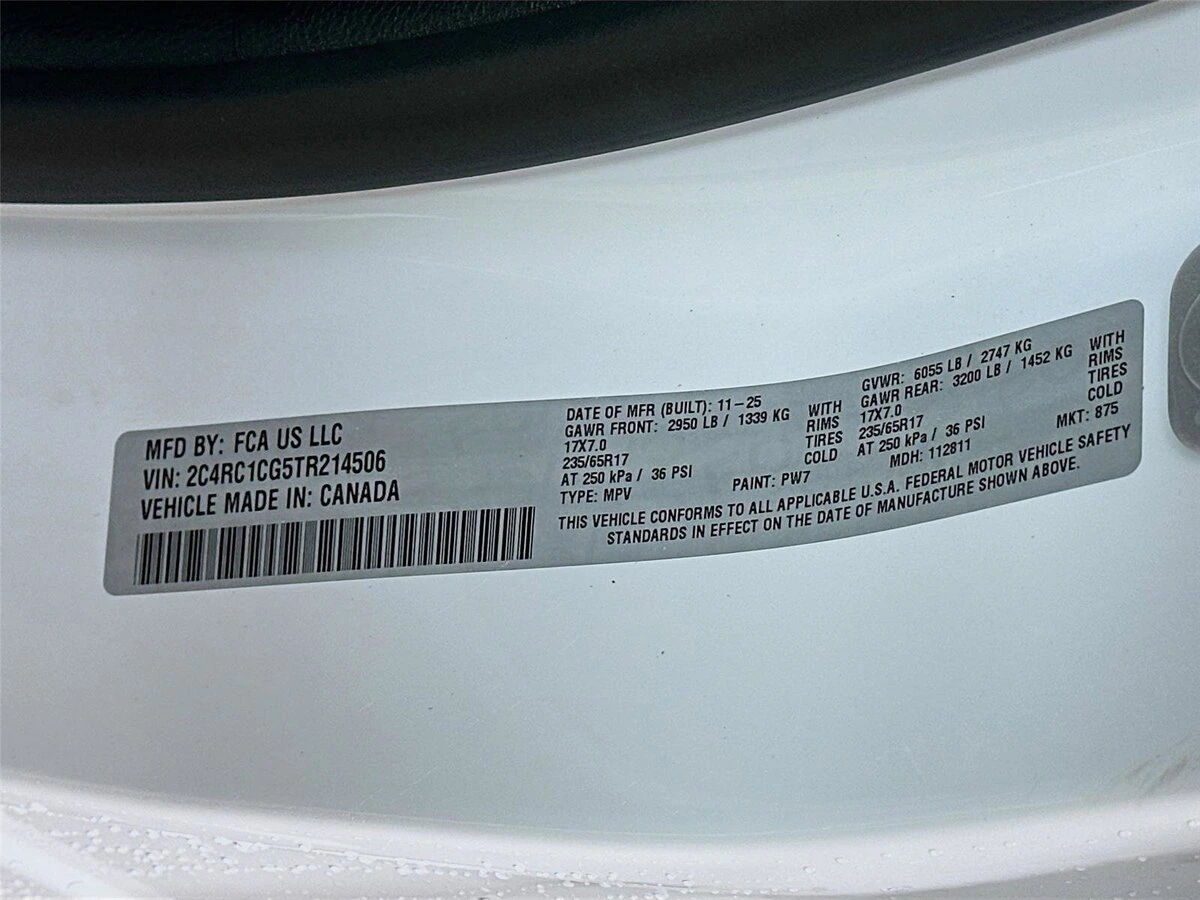 MFD BY: FCA US LLC
VIN: 2C4RC1CG5TR214506
VEHICLE MADE IN: CANADA
DATE OF MFR (BUILT): 11-25
GAWR FRONT: 2950 LB / 1339 KG WITH
17X7.0 RIMS
235/65R17 TIRES
AT 250 kPa / 36 PSI COLD
TYPE: MPV PAINT: PW7
GVWR: 6055 LB / 2747 KG
GAWR REAR: 3200 LB / 1452 KG WITH
17X7.0 RIMS
235/65R17 TIRES
AT 250 kPa / 36 PSI COLD
MDH: 112811 MKT: 875
THIS VEHICLE CONFORMS TO ALL APPLICABLE U.S.A. FEDERAL MOTOR VEHICLE SAFETY
STANDARDS IN EFFECT ON THE DATE OF MANUFACTURE SHOWN ABOVE.